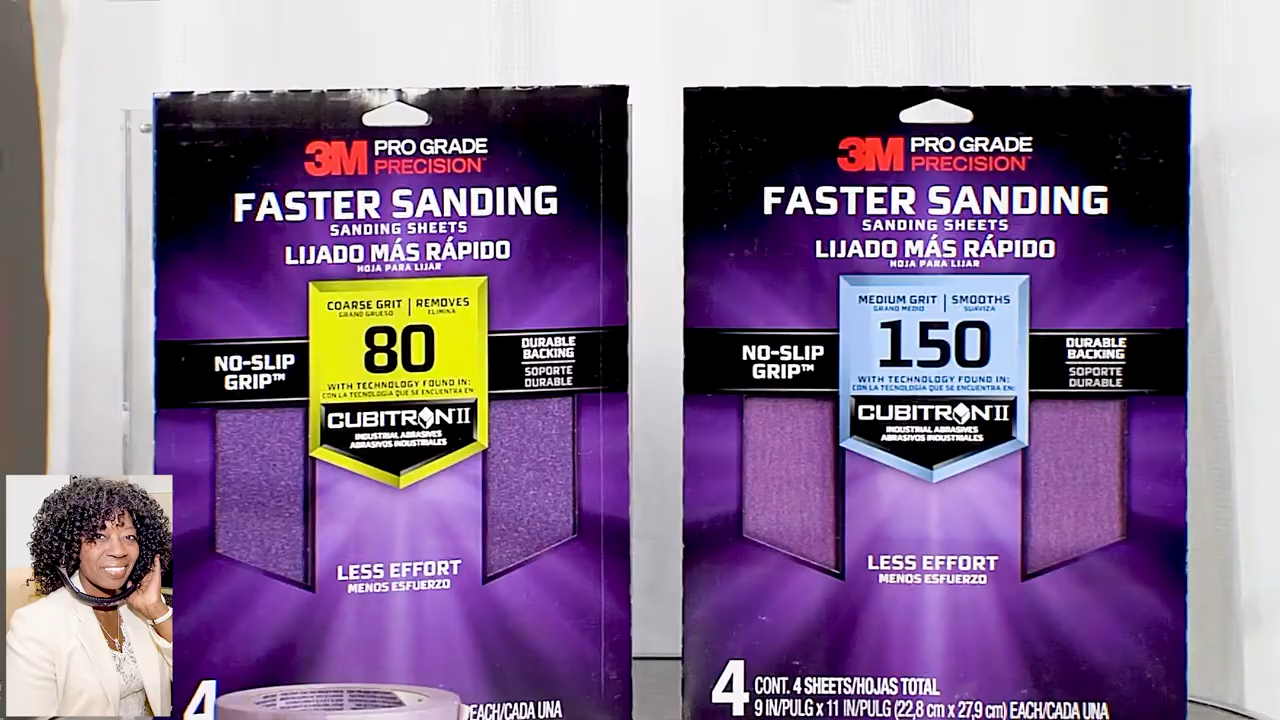 3M PRO GRADE
PRECISION™
FASTER SANDING
SANDING SHEETS
LIJADO MÁS RÁPIDO
HOJA PARA LIJAR
COARSE GRIT | REMOVES
GRANO GRUESO ELIMINA
80
NO-SLIP
GRIP™
DURABLE
BACKING
SOPORTE
DURABLE
WITH TECHNOLOGY FOUND IN:
CON LA TECNOLOGÍA QUE SE ENCUENTRA EN:
CUBITRON II
INDUSTRIAL ABRASIVES
ABRASIVOS INDUSTRIALES
LESS EFFORT
MENOS ESFUERZO
4
EACH/CADA UNA
3M PRO GRADE
PRECISION™
FASTER SANDING
SANDING SHEETS
LIJADO MÁS RÁPIDO
HOJA PARA LIJAR
MEDIUM GRIT | SMOOTHS
GRANO MEDIO SUAVIZA
150
NO-SLIP
GRIP™
DURABLE
BACKING
SOPORTE
DURABLE
WITH TECHNOLOGY FOUND IN:
CON LA TECNOLOGÍA QUE SE ENCUENTRA EN:
CUBITRON II
INDUSTRIAL ABRASIVES
ABRASIVOS INDUSTRIALES
LESS EFFORT
MENOS ESFUERZO
4 CONT. 4 SHEETS/HOJAS TOTAL
9 IN/PULG x 11 IN/PULG (22,8 cm x 27,9 cm) EACH/CADA UNA